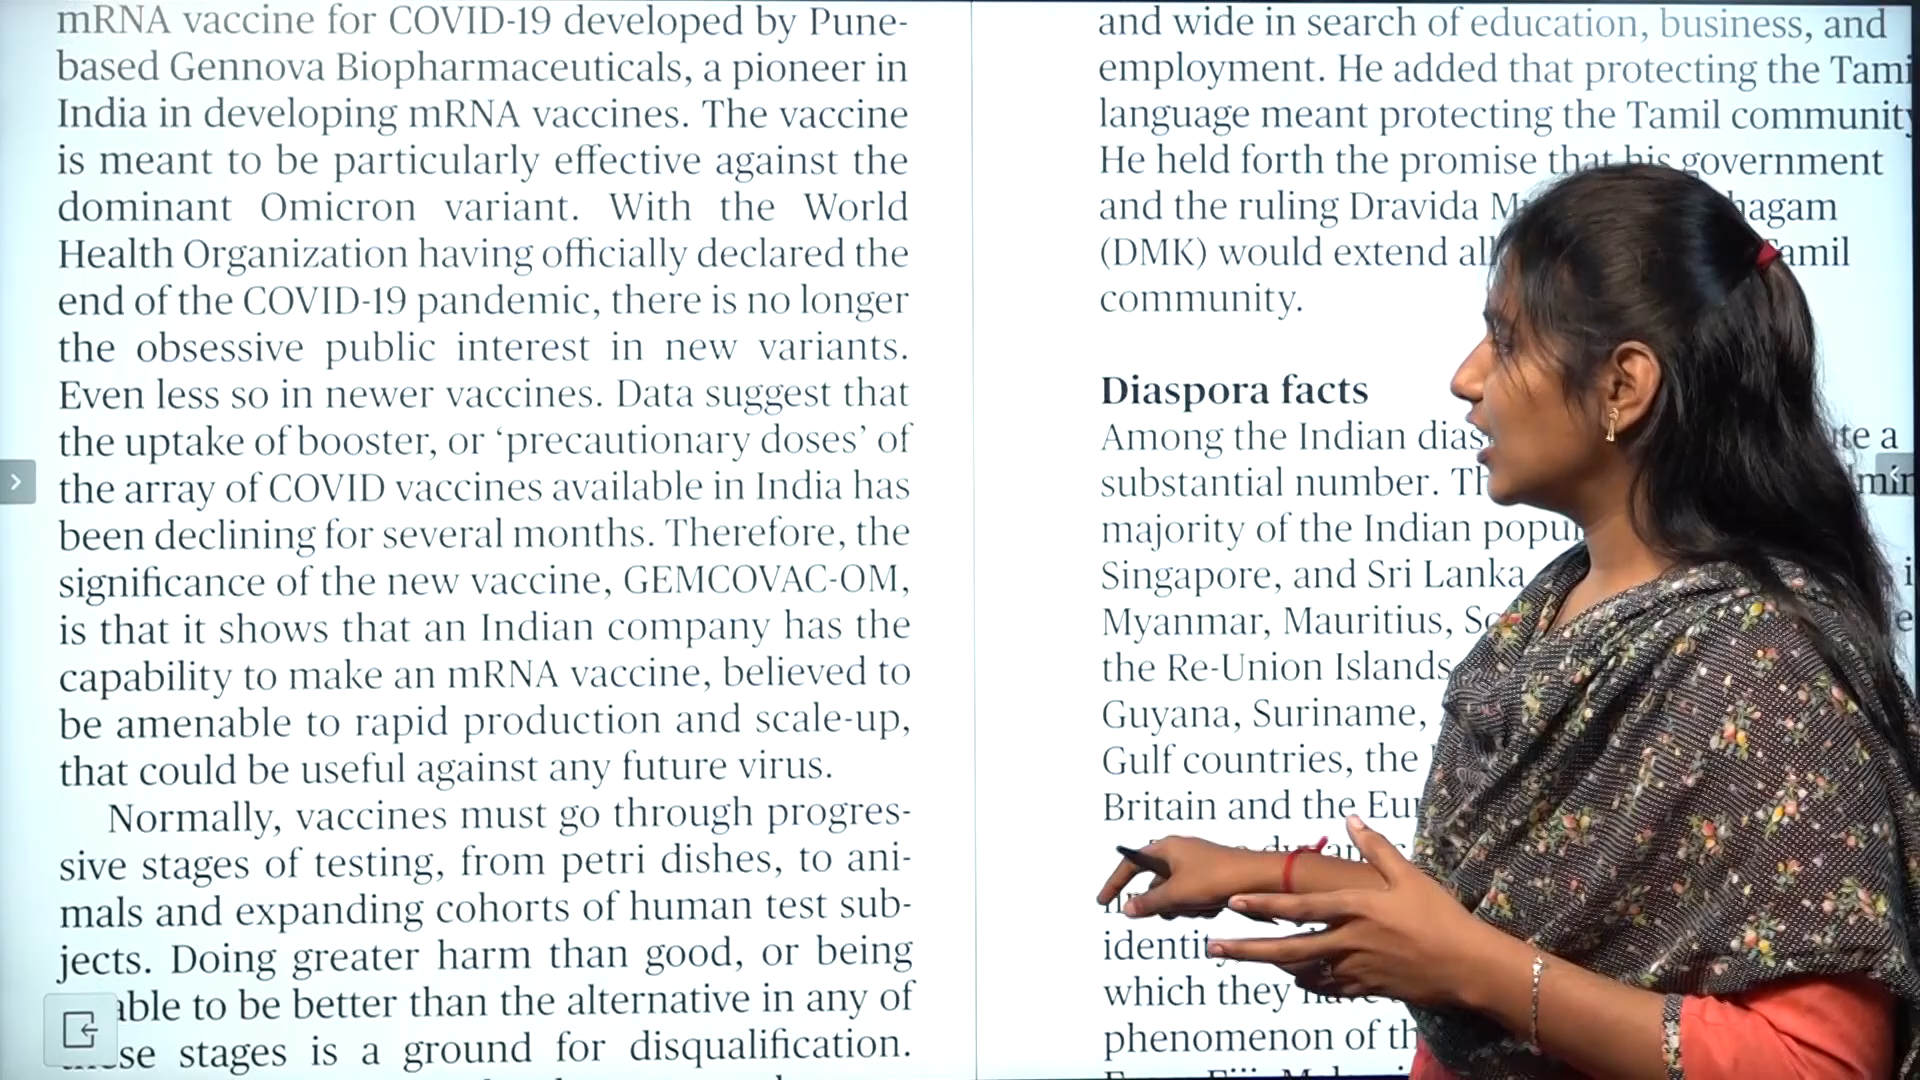 mRNA vaccine for COVID-19 developed by Pune-
based Gennova Biopharmaceuticals, a pioneer in
India in developing mRNA vaccines. The vaccine
is meant to be particularly effective against the
dominant Omicron variant. With the World
Health Organization having officially declared the
end of the COVID-19 pandemic, there is no longer
the obsessive public interest in new variants.
Even less so in newer vaccines. Data suggest that
the uptake of booster, or ‘precautionary doses’ of
the array of COVID vaccines available in India has
been declining for several months. Therefore, the
significance of the new vaccine, GEMCOVAC-OM,
is that it shows that an Indian company has the
capability to make an mRNA vaccine, believed to
be amenable to rapid production and scale-up,
that could be useful against any future virus.
Normally, vaccines must go through progres-
sive stages of testing, from petri dishes, to ani-
mals and expanding cohorts of human test sub-
jects. Doing greater harm than good, or being
able to be better than the alternative in any of
stages is a ground for disqualification.
and wide in search of education, business, and
employment. He added that protecting the
language meant protecting the Tamil community
He held forth the promise that his government
and the ruling Dravida
(DMK) would extend all Tamil
community.
Diaspora facts
Among the Indian a
substantial number.
majority of the Indian
Singapore, and Sri Lanka
Myanmar, Mauritius,
the Re-Union Islands
Guyana, Suriname,
Gulf countries, the
Britain and the
which they
phenomenon of